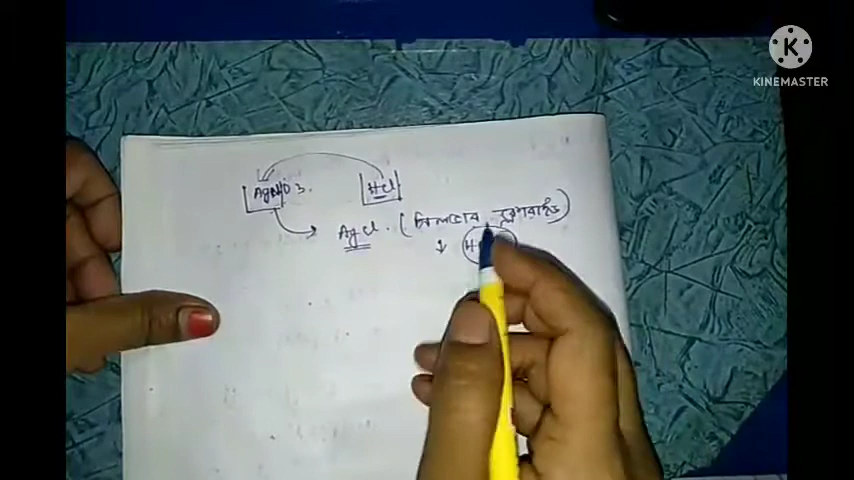 KINEMASTER
AgNO3. HCl
AgCl. (সিলভার ক্লোরাইড)
↓